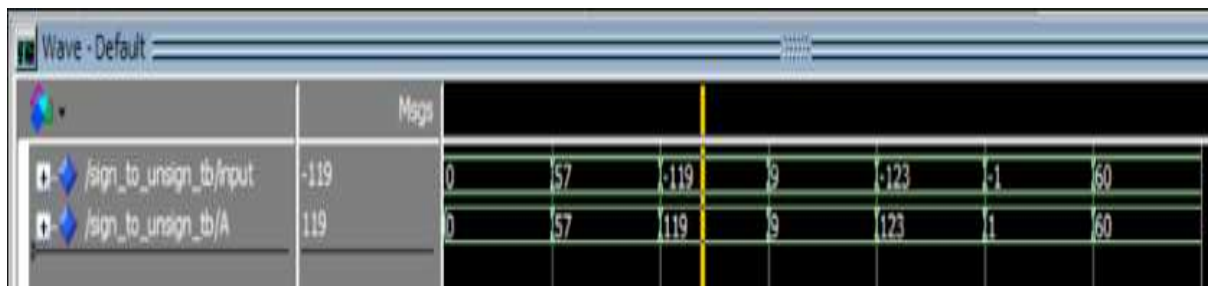 Wave - Default
Msgs
/sign_to_unsign_tb/input -119 0 57 -119 9 -123 -1 60
/sign_to_unsign_tb/A 119 0 57 119 9 123 1 60